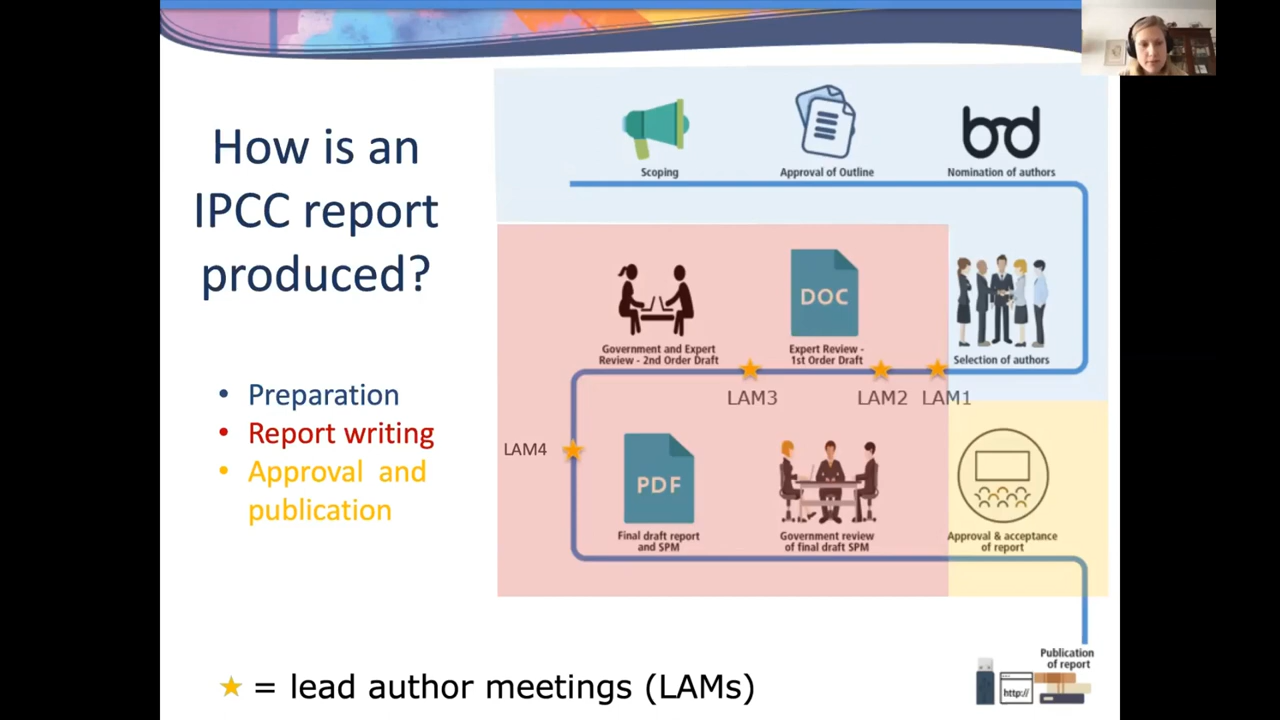 How is an
IPCC report
produced?
• Preparation
• Report writing
• Approval and
publication
Scoping
Approval of Outline
Nomination of authors
Selection of authors
Expert Review -
1st Order Draft
DOC
Government and Expert
Review - 2nd Order Draft
LAM1
LAM2
LAM3
LAM4
PDF
Final draft report
and SPM
Government review
of final draft SPM
Approval & acceptance
of report
Publication
of report
http://
= lead author meetings (LAMs)